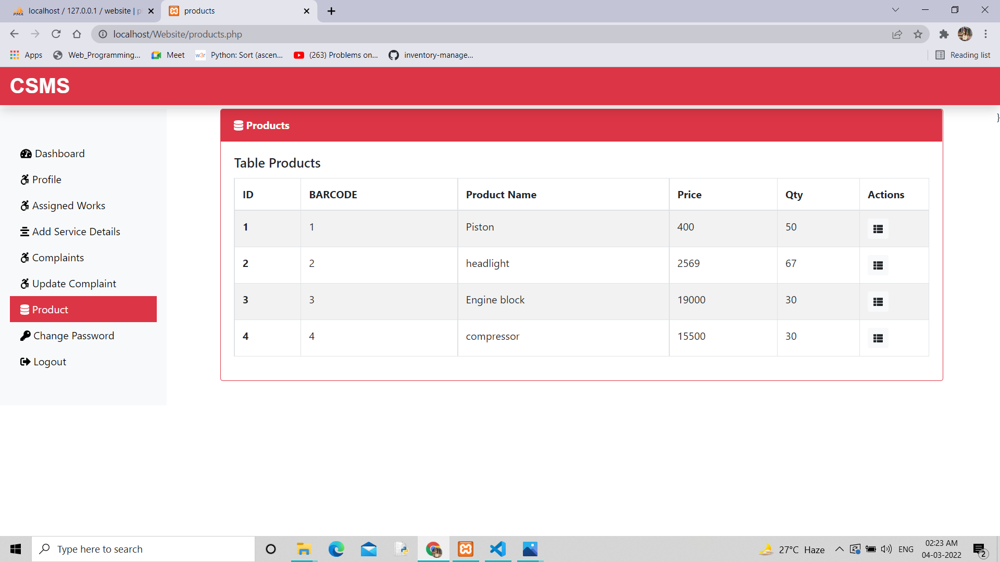 localhost / 127.0.0.1 / website | p
products
localhost/Website/products.php
Apps
Web_Programming...
Meet
w3r
Python: Sort (ascen...
(263) Problems on...
inventory-manage...
Reading list
CSMS
}
Dashboard
Profile
Assigned Works
Add Service Details
Complaints
Update Complaint
Product
Change Password
Logout
Products
Table Products
ID BARCODE Product Name Price Qty Actions
1 1 Piston 400 50
2 2 headlight 2569 67
3 3 Engine block 19000 30
4 4 compressor 15500 30
Type here to search
27°C Haze
ENG
02:23 AM
04-03-2022
2